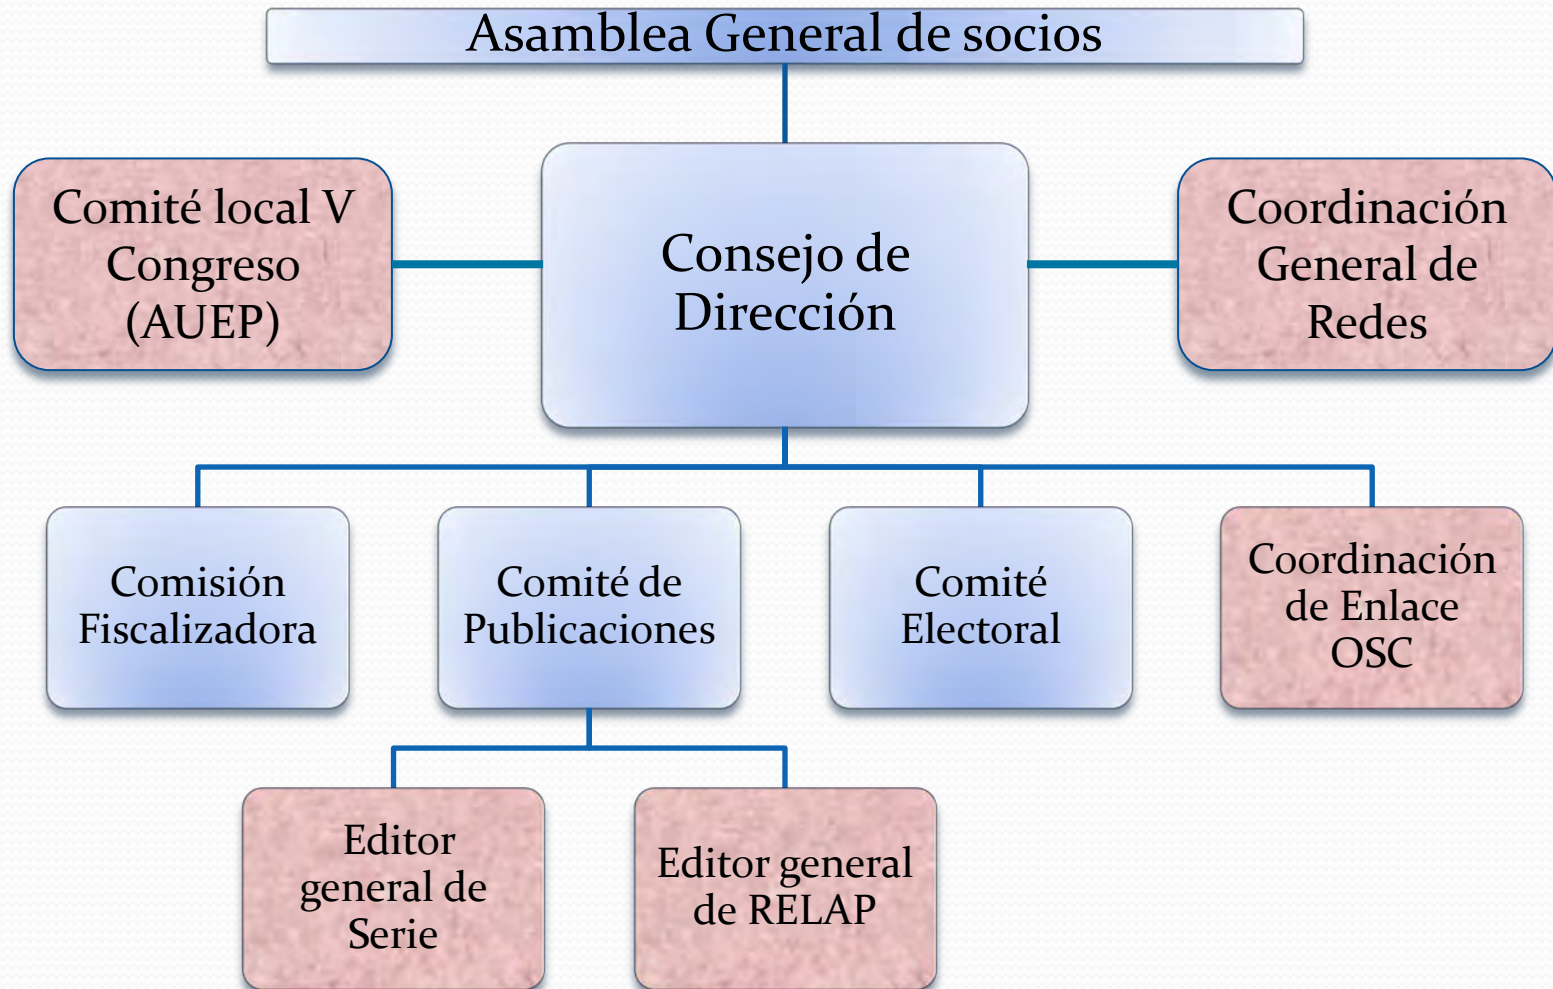 Asamblea General de socios
Comité local V
Congreso
(AUEP)
Consejo de
Dirección
Coordinación
General de
Redes
Comisión
Fiscalizadora
Comité de
Publicaciones
Comité
Electoral
Coordinación
de Enlace
OSC
Editor
general de
Serie
Editor general
de RELAP